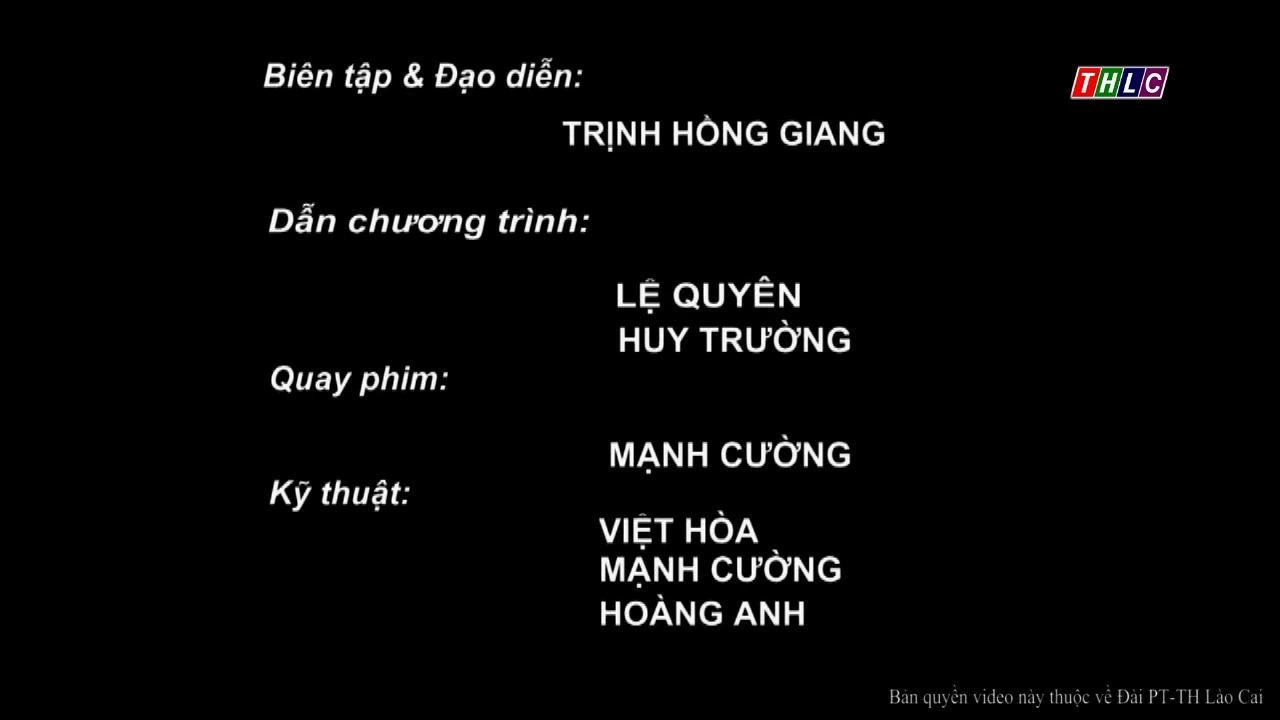 Biên tập & Đạo diễn:
THLC
TRỊNH HỒNG GIANG
Dẫn chương trình:
LỆ QUYÊN
HUY TRƯỜNG
Quay phim:
MẠNH CƯỜNG
Kỹ thuật:
VIỆT HÒA
MẠNH CƯỜNG
HOÀNG ANH
Bản quyền video này thuộc về Đài PT-TH Lào Cai